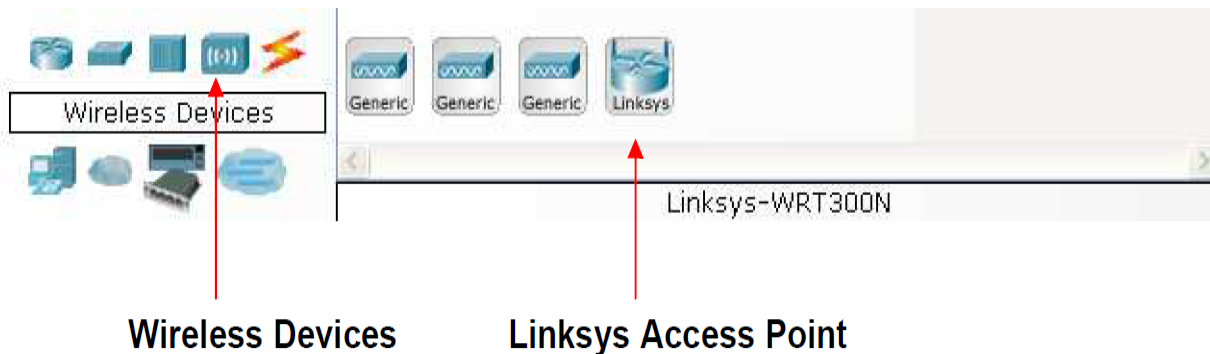 Generic Generic Generic Linksys
Wireless Devices
Linksys-WRT300N
Wireless Devices Linksys Access Point